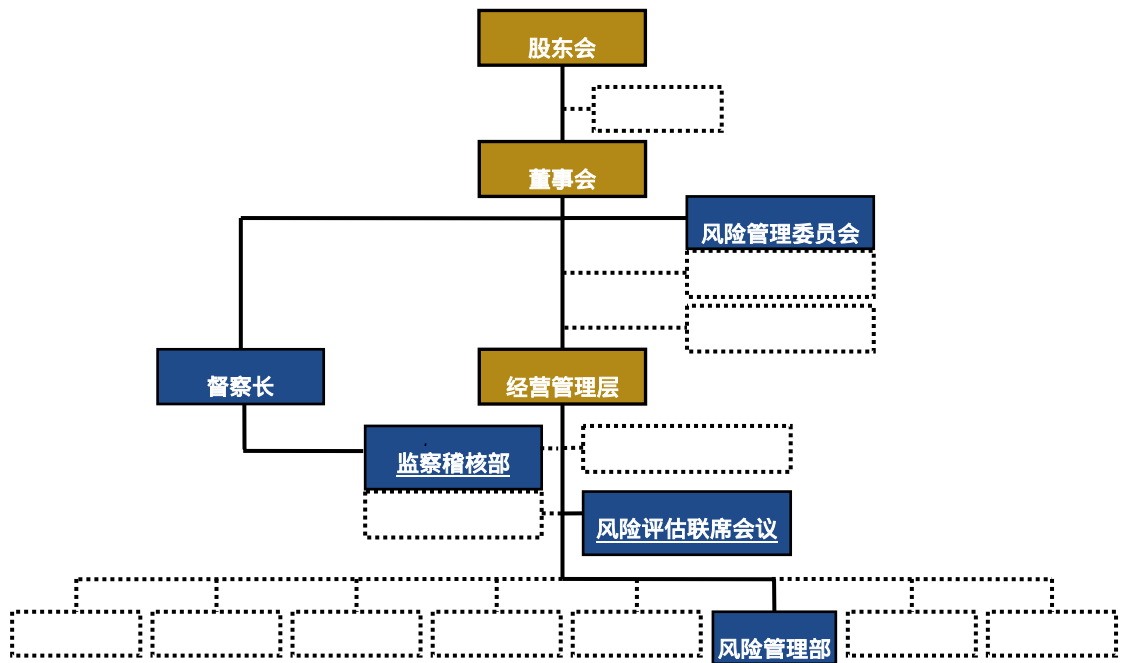 股东会
董事会
风险管理委员会
督察长
经营管理层
监察稽核部
风险评估联席会议
风险管理部